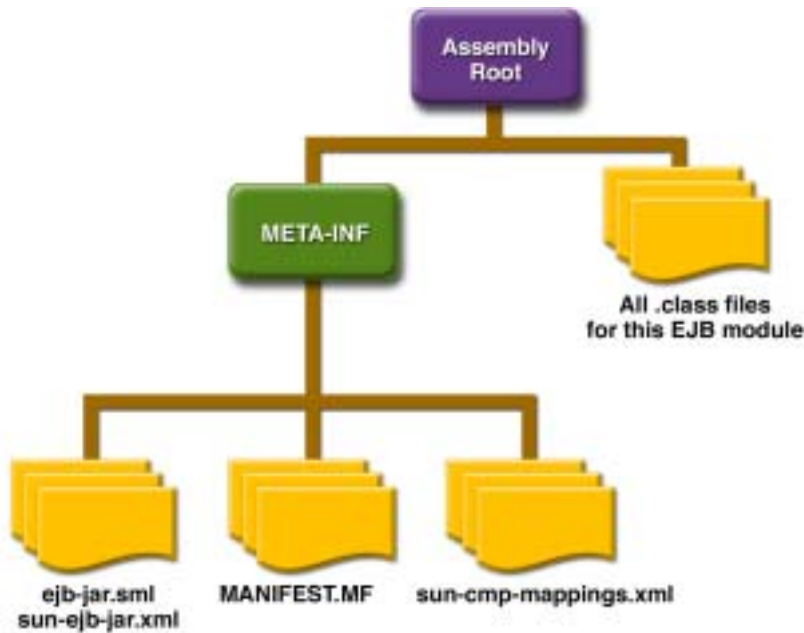 Assembly
Root
META-INF
All .class files
for this EJB module
ejb-jar.sml
sun-ejb-jar.xml
MANIFEST.MF
sun-cmp-mappings.xml